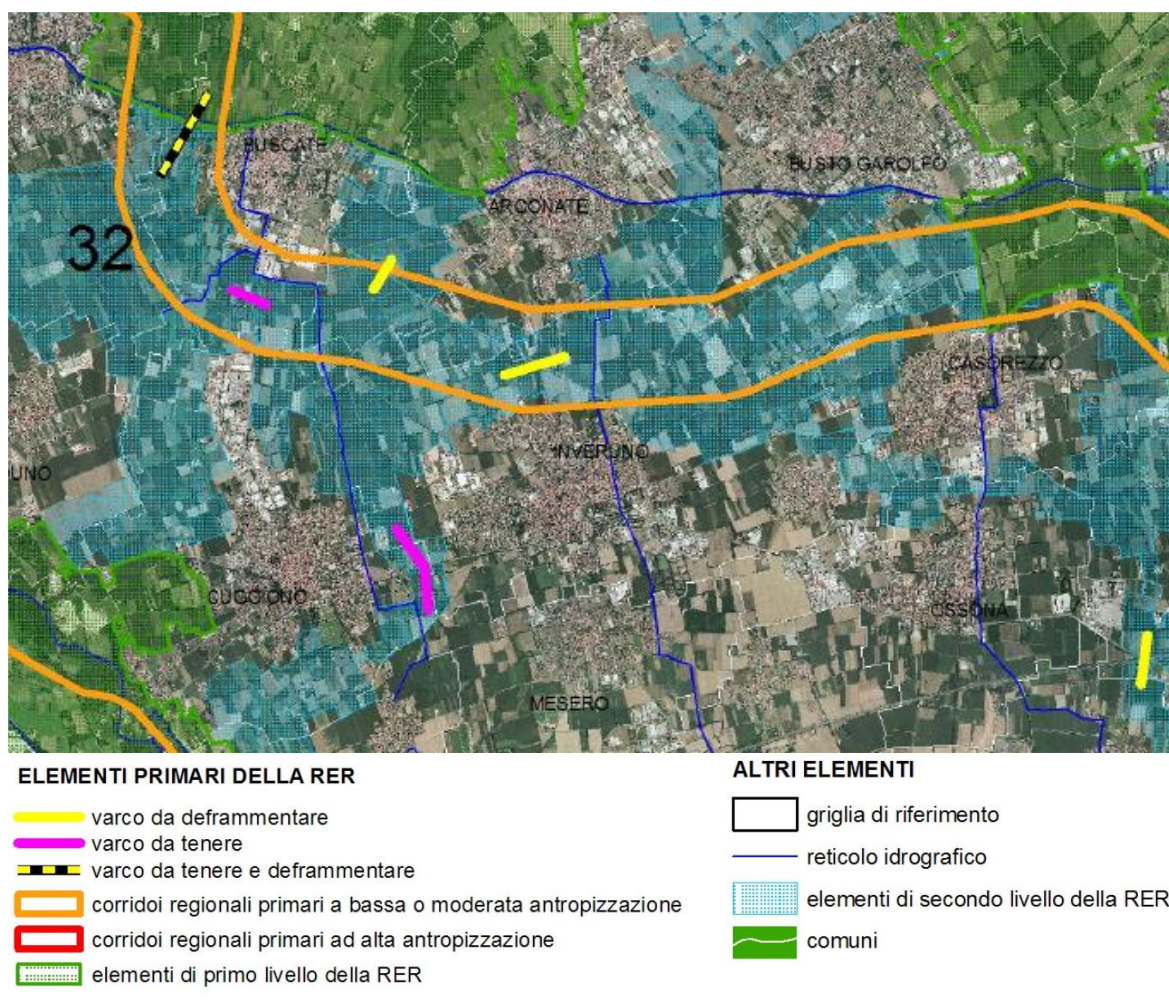 BUSCATE
BUSTO GAROLFO
ARCONATE
32
CASOREZZO
INVERUNO
UNO
CUGGIONO
OSSONA
MESERO
ELEMENTI PRIMARI DELLA RER
varco da deframmentare
varco da tenere
varco da tenere e deframmentare
corridoi regionali primari a bassa o moderata antropizzazione
corridoi regionali primari ad alta antropizzazione
elementi di primo livello della RER
ALTRI ELEMENTI
griglia di riferimento
reticolo idrografico
elementi di secondo livello della RER
comuni